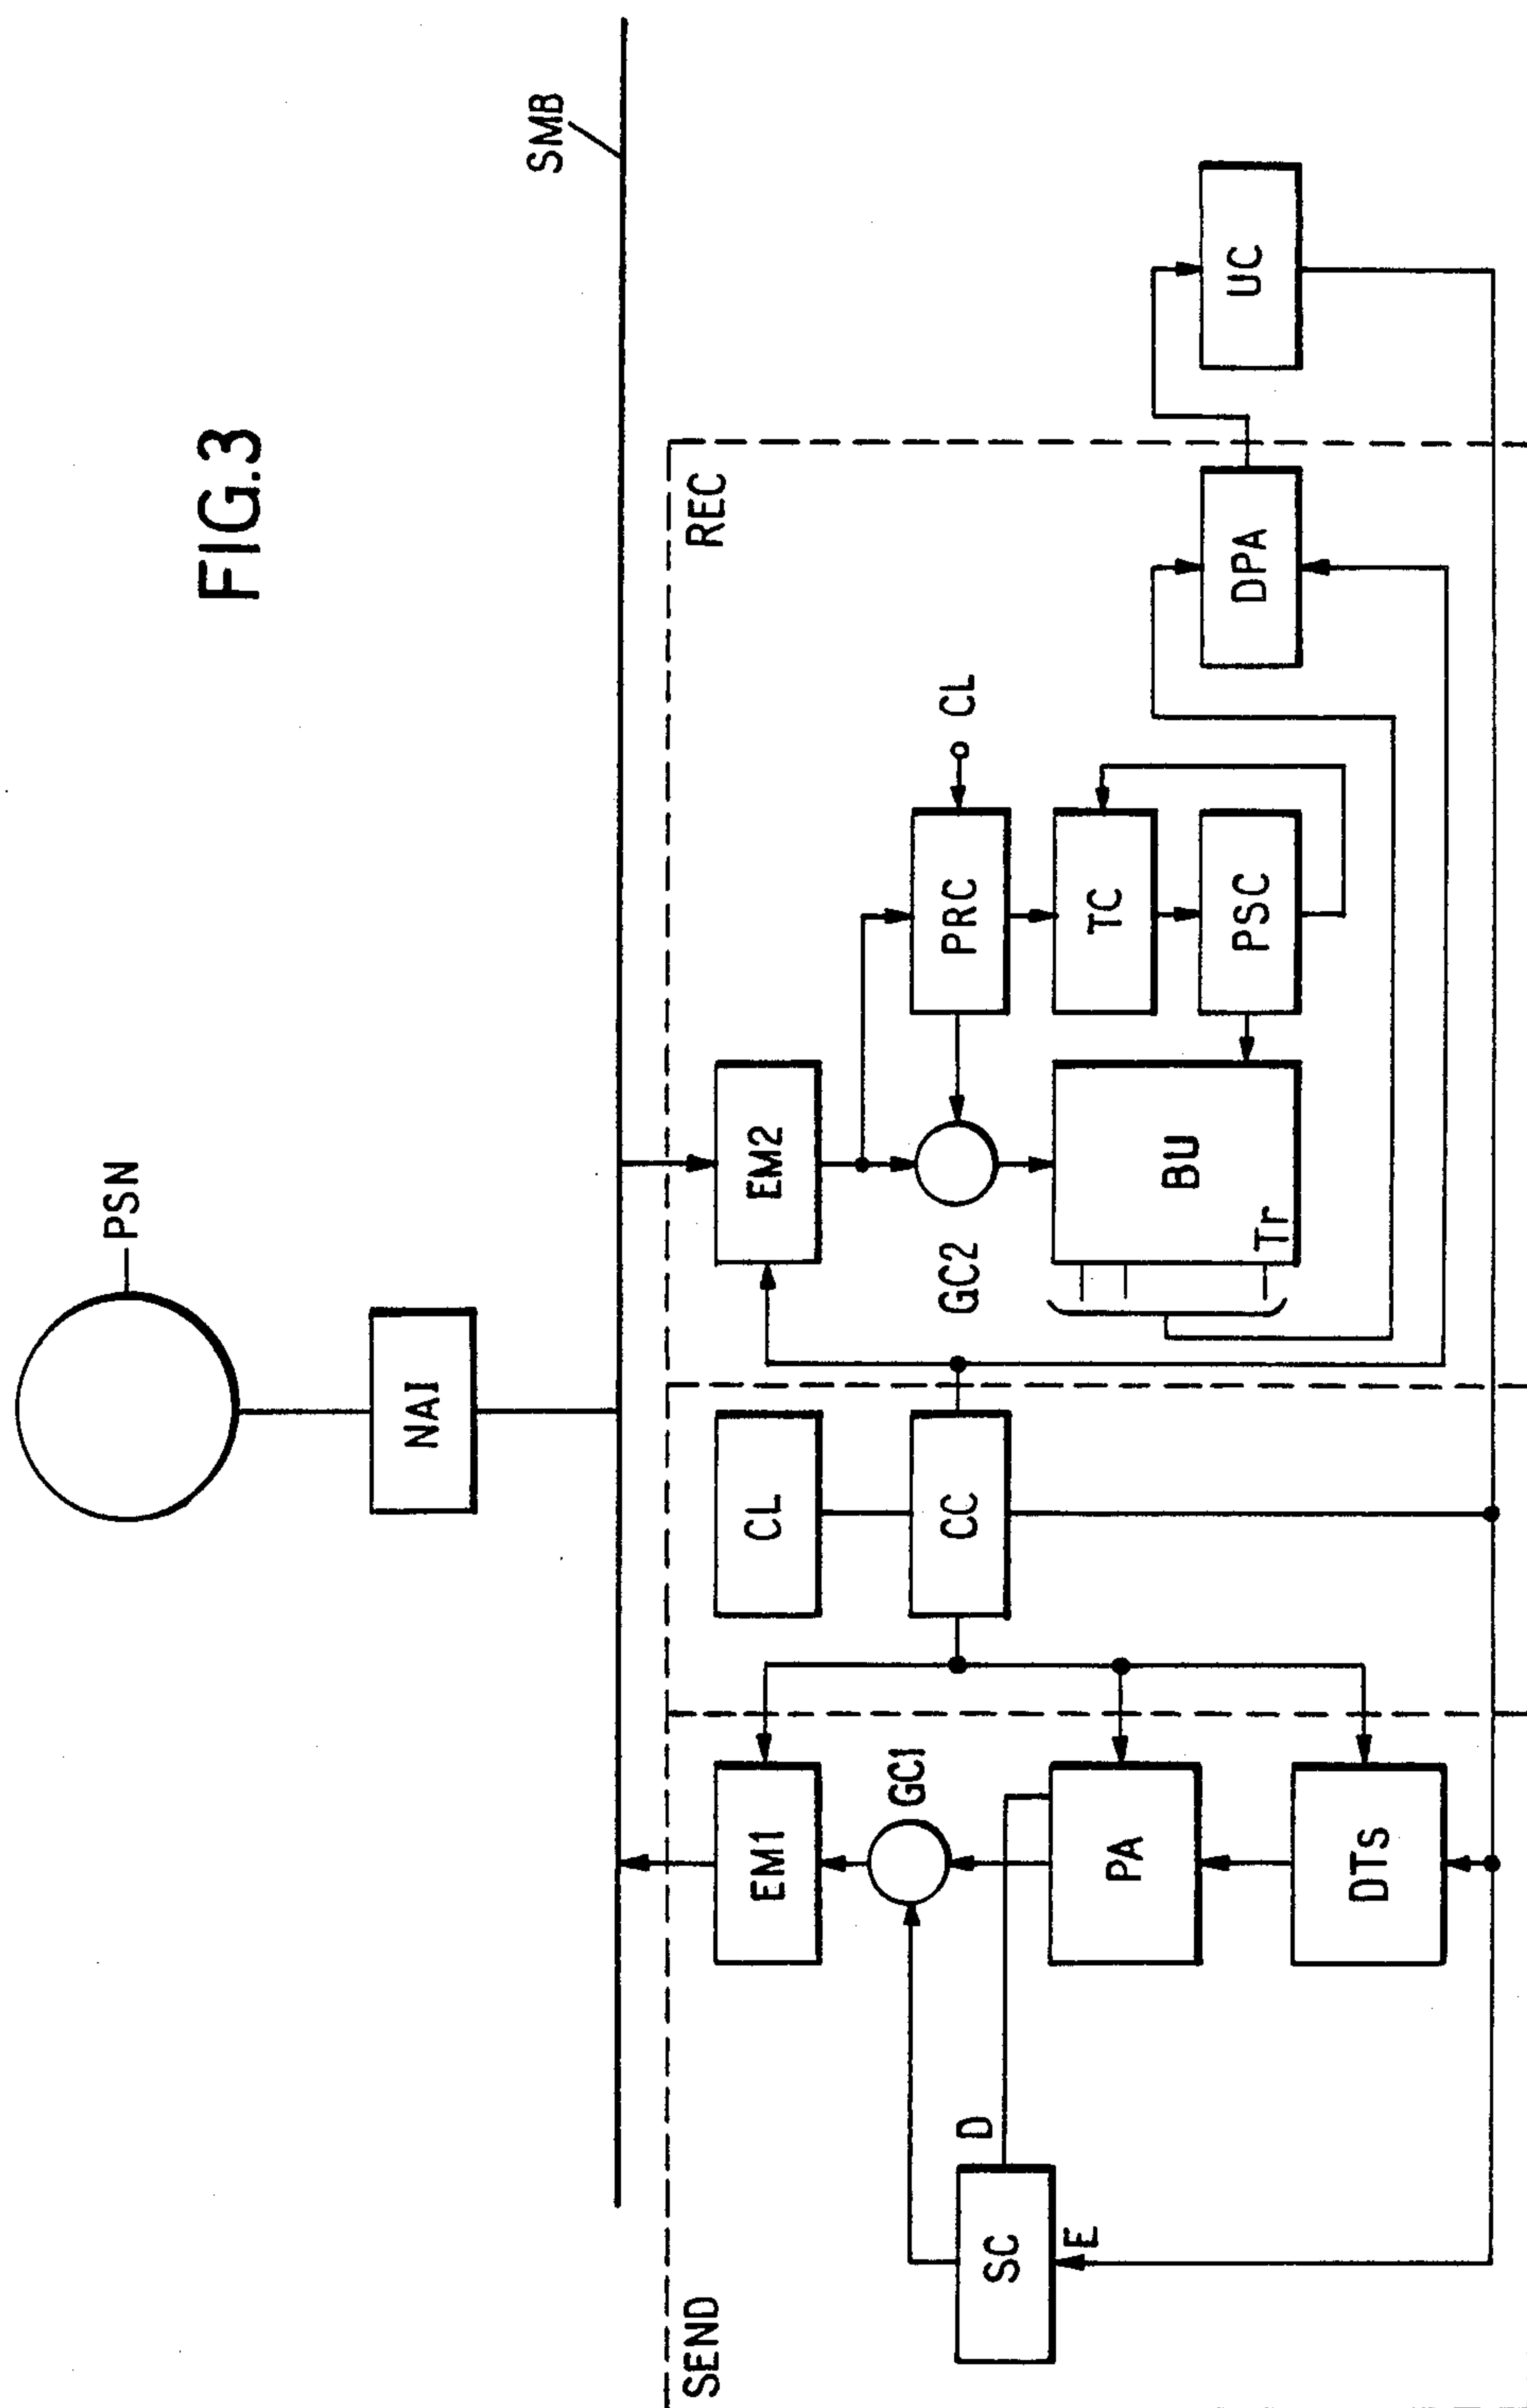 FIG.3
PSN
NAI
SMB
SEND
REC
EM1
CL
EM2
GC1
CC
GC2
PRC
CL
SC
D
E
PA
TC
BU
Tr
PSC
DPA
UC
DTS